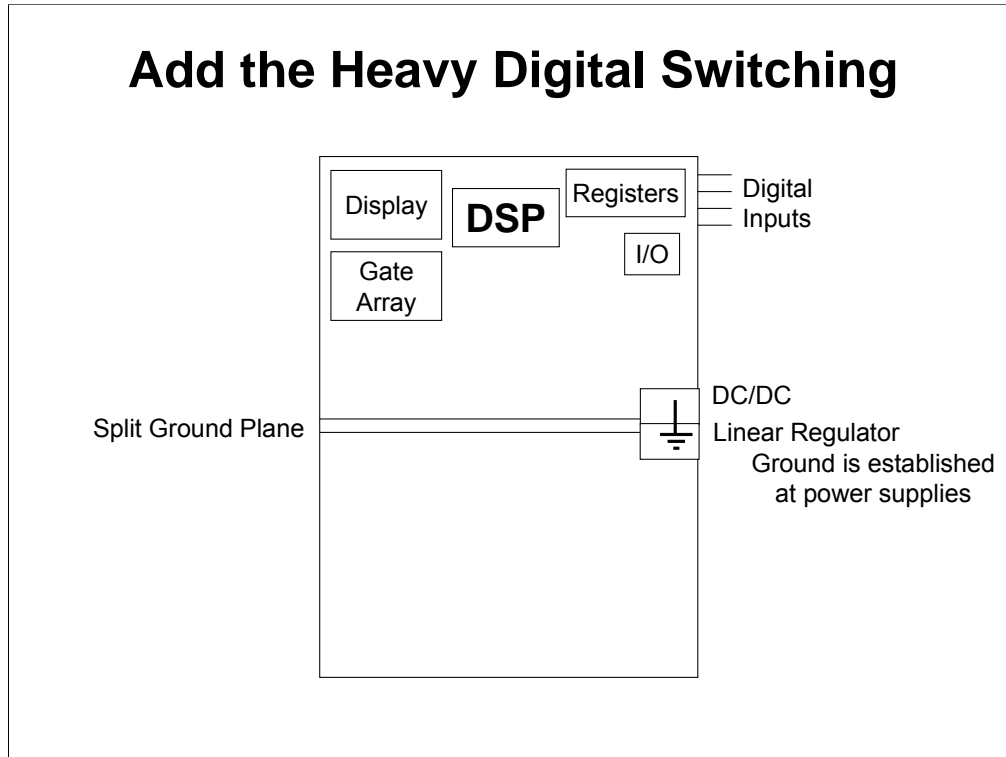 Add the Heavy Digital Switching
Display
DSP
Registers
Digital
Inputs
I/O
Gate
Array
DC/DC
Split Ground Plane
Linear Regulator
Ground is established
at power supplies